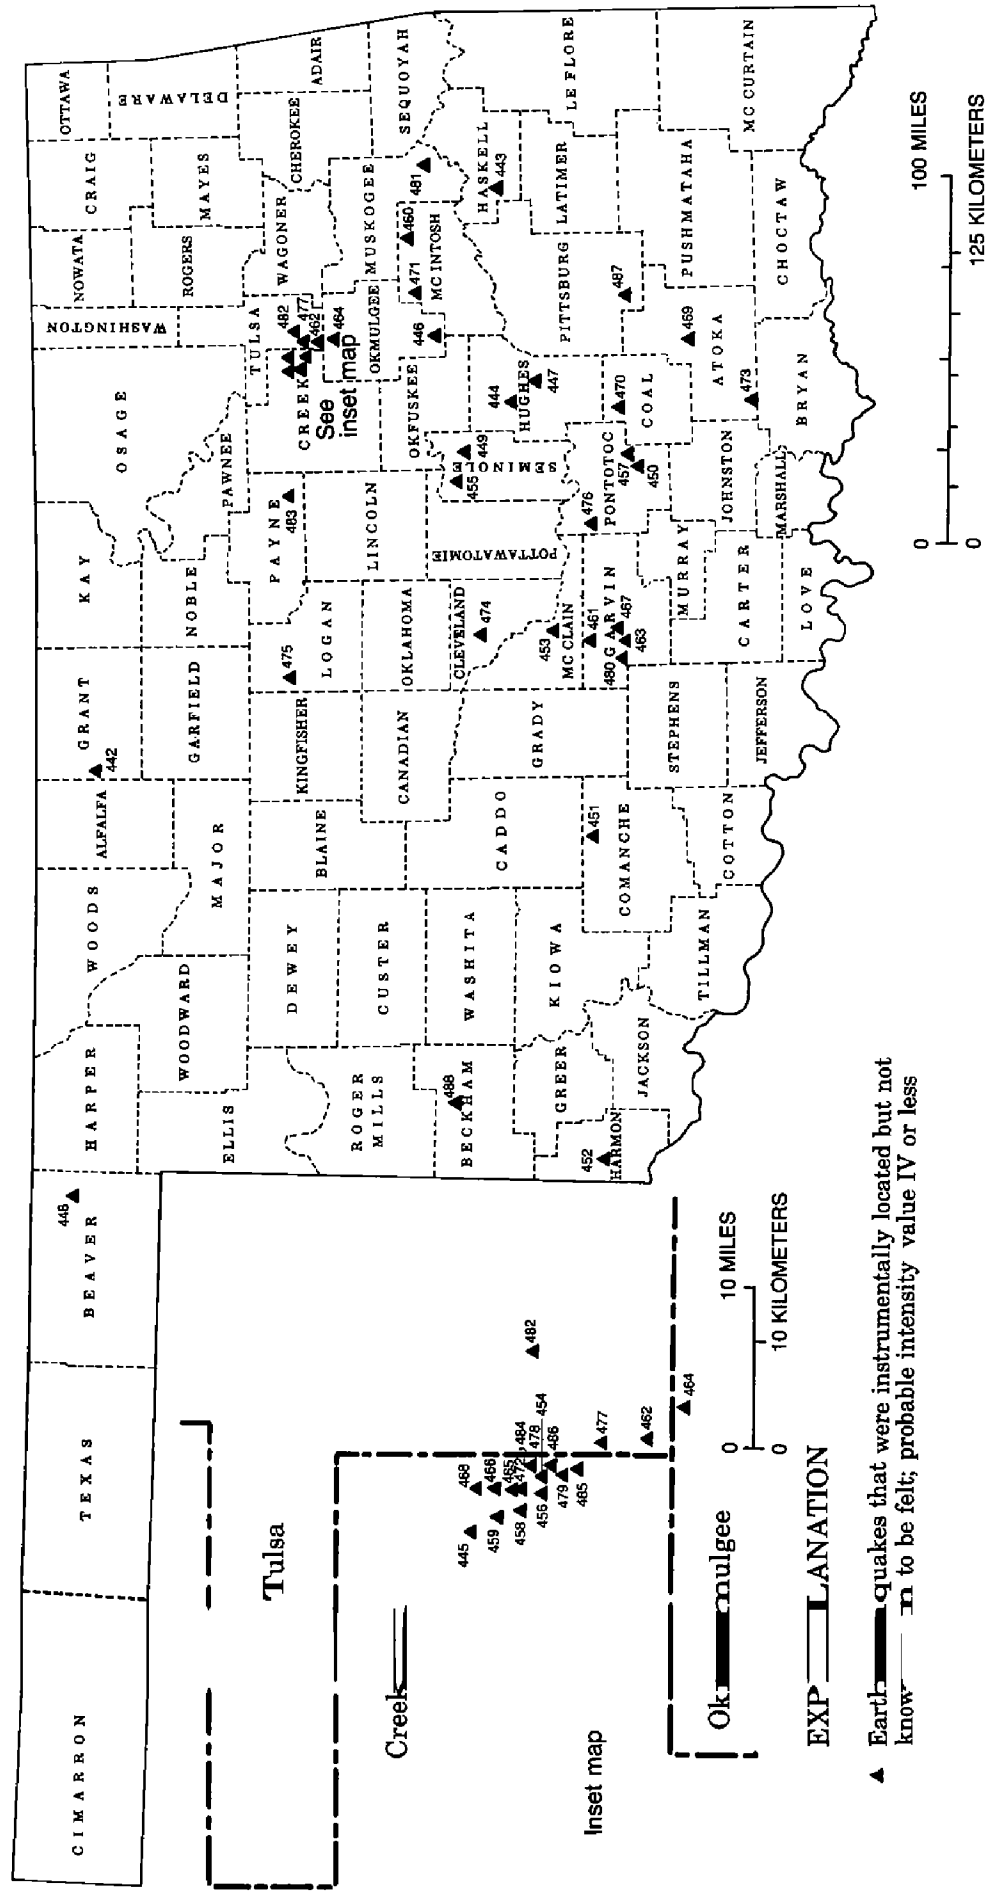 CIMARRON
TEXAS
BEAVER
448
HARPER
WOODS
ALFALFA
GRANT
442
KAY
OSAGE
WASHINGTON
NOWATA
CRAIG
OTTAWA
ELLIS
WOODWARD
MAJOR
GARFIELD
NOBLE
PAWNEE
ROGERS
MAYES
DELAWARE
ROGER
MILLS
DEWEY
BLAINE
KINGFISHER
LOGAN
475
PAYNE
483
CREEK
TULSA
482
477
462
464
See
inset map
WAGONER
CHEROKEE
ADAIR
CUSTER
CANADIAN
OKLAHOMA
LINCOLN
OKFUSKEE
OKMULGEE
MUSKOGEE
SEQUOYAH
BECKHAM
488
WASHITA
CADDO
GRADY
CLEVELAND
474
MC CLAIN
453
POTTAWATOMIE
SEMINOLE
455
449
HUGHES
444
447
446
471
460
481
MC INTOSH
HASKELL
443
PITTSBURG
487
LATIMER
LE FLORE
GREER
KIOWA
HARMON
452
JACKSON
TILLMAN
COMANCHE
451
COTTON
STEPHENS
JEFFERSON
GARVIN
461
467
463
480
MURRAY
CARTER
LOVE
PONTOTOC
476
457
450
JOHNSTON
MARSHALL
COAL
470
ATOKA
469
473
BRYAN
PUSHMATAHA
CHOCTAW
MC CURTAIN
0 100 MILES
0 125 KILOMETERS
Tulsa
Creek
Okmulgee
Inset map
445
468
459
466
465
472
458
484
478
454
456
486
479
485
482
477
462
464
0 10 MILES
0 10 KILOMETERS
EXPLANATION
▲ Earthquakes that were instrumentally located but not
known to be felt; probable intensity value IV or less